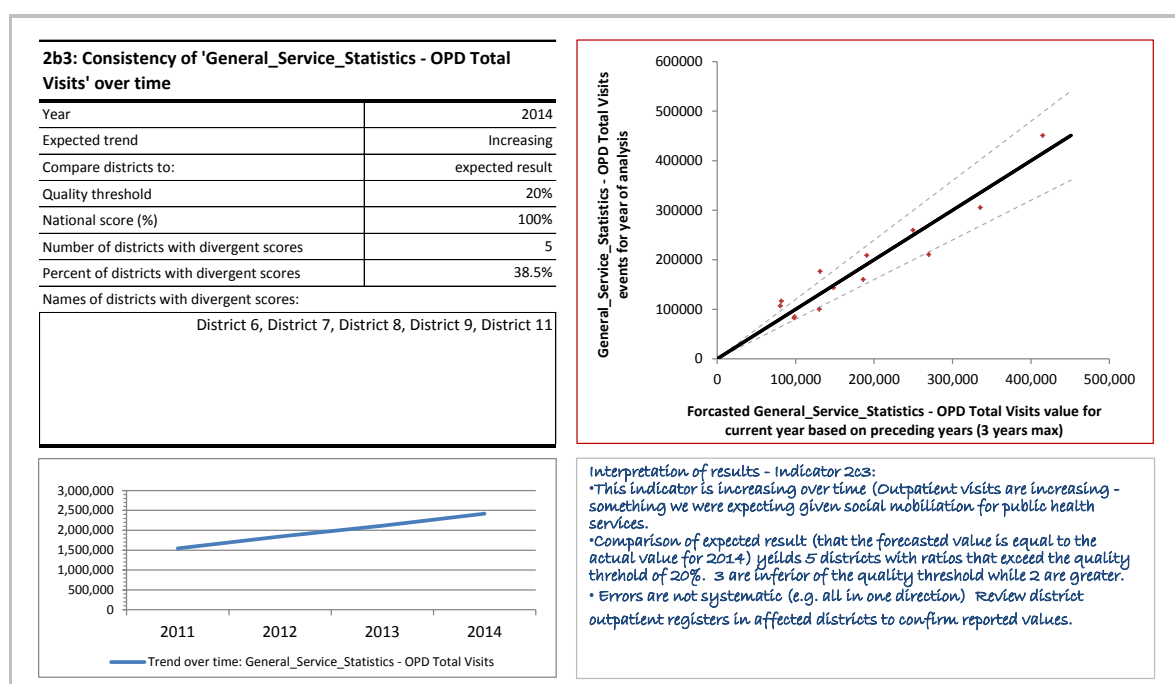 2b3: Consistency of 'General_Service_Statistics - OPD Total
Visits' over time
Year 2014
Expected trend Increasing
Compare districts to: expected result
Quality threshold 20%
National score (%) 100%
Number of districts with divergent scores 5
Percent of districts with divergent scores 38.5%
Names of districts with divergent scores:
District 6, District 7, District 8, District 9, District 11
General_Service_Statistics - OPD Total Visits
events for year of analysis
600000
500000
400000
300000
200000
100000
0
0 100,000 200,000 300,000 400,000 500,000
Forcasted General_Service_Statistics - OPD Total Visits value for
current year based on preceding years (3 years max)
3,000,000
2,500,000
2,000,000
1,500,000
1,000,000
500,000
0
2011 2012 2013 2014
Trend over time: General_Service_Statistics - OPD Total Visits
Interpretation of results - Indicator 2c3:
•This indicator is increasing over time (Outpatient visits are increasing -
something we were expecting given social mobiliation for public health
services.
•Comparison of expected result (that the forecasted value is equal to the
actual value for 2014) yeilds 5 districts with ratios that exceed the quality
threhold of 20%. 3 are inferior of the quality threshold while 2 are greater.
• Errors are not systematic (e.g. all in one direction) Review district
outpatient registers in affected districts to confirm reported values.